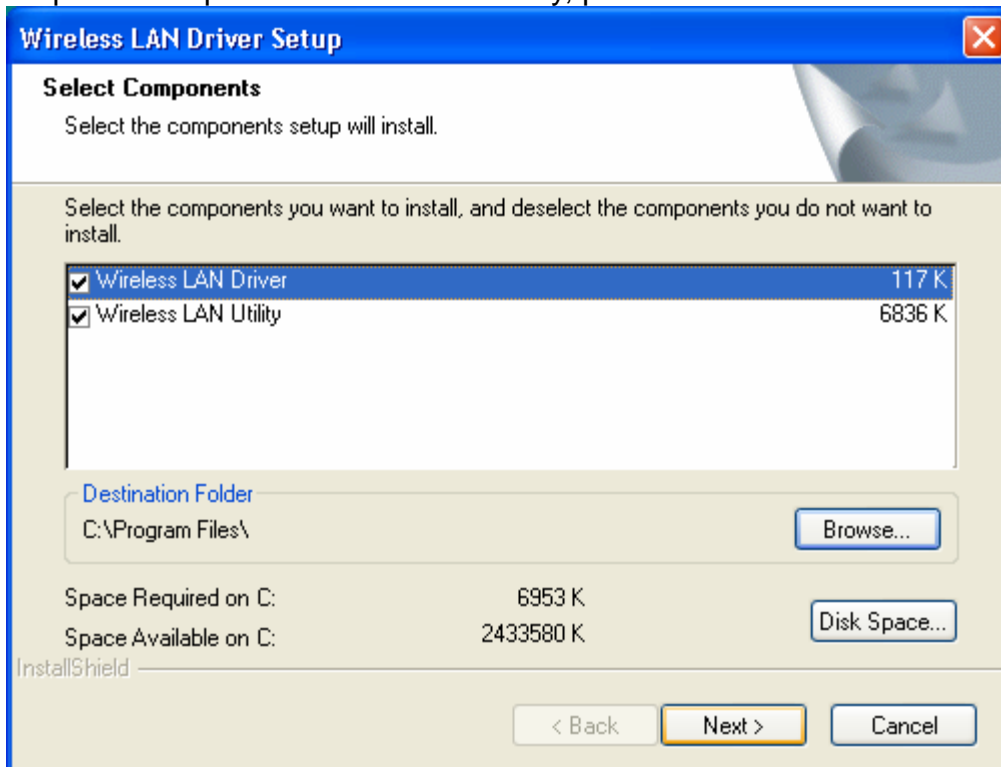 Wireless LAN Driver Setup
Select Components
Select the components setup will install.
Select the components you want to install, and deselect the components you do not want to
install.
Wireless LAN Driver 117 K
Wireless LAN Utility 6836 K
Destination Folder
C:\Program Files\
Browse...
Space Required on C: 6953 K
Space Available on C: 2433580 K
Disk Space...
InstallShield
< Back Next > Cancel